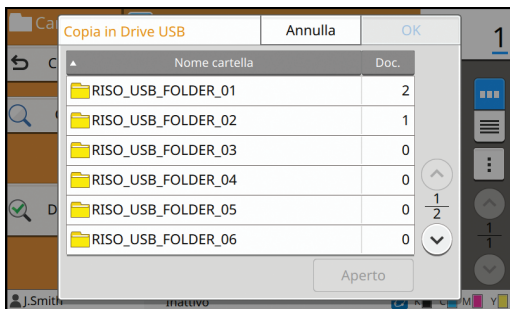 Ca
Copia in Drive USB
Annulla
OK
1
C
Nome cartella
Doc.
RISO_USB_FOLDER_01 2
RISO_USB_FOLDER_02 1
RISO_USB_FOLDER_03 0
RISO_USB_FOLDER_04 0
RISO_USB_FOLDER_05 0
RISO_USB_FOLDER_06 0
D
1
2
1
1
Aperto
J.Smith
Inattivo
K C M Y